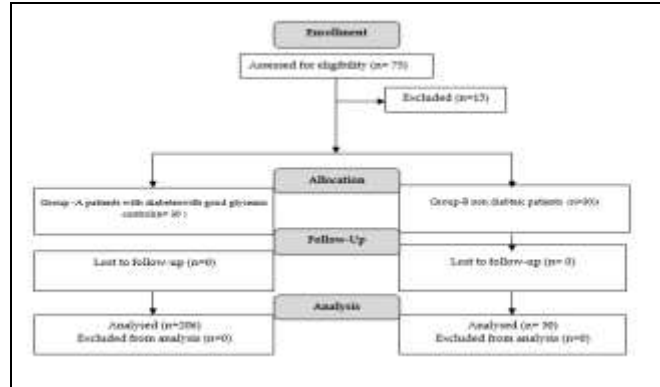 Enrollment
Assessed for eligibility (n= 75)
Excluded (n=15)
Allocation
Group -A patients with diabetes with good glycemic
control(n= 30 )
Group-B non diabetic patients (n=30)
Follow-Up
Lost to follow-up (n=0)
Lost to follow-up (n= 0)
Analysis
Analysed (n=206)
Excluded from analysis (n=0)
Analysed (n= 30)
Excluded from analysis (n=0)